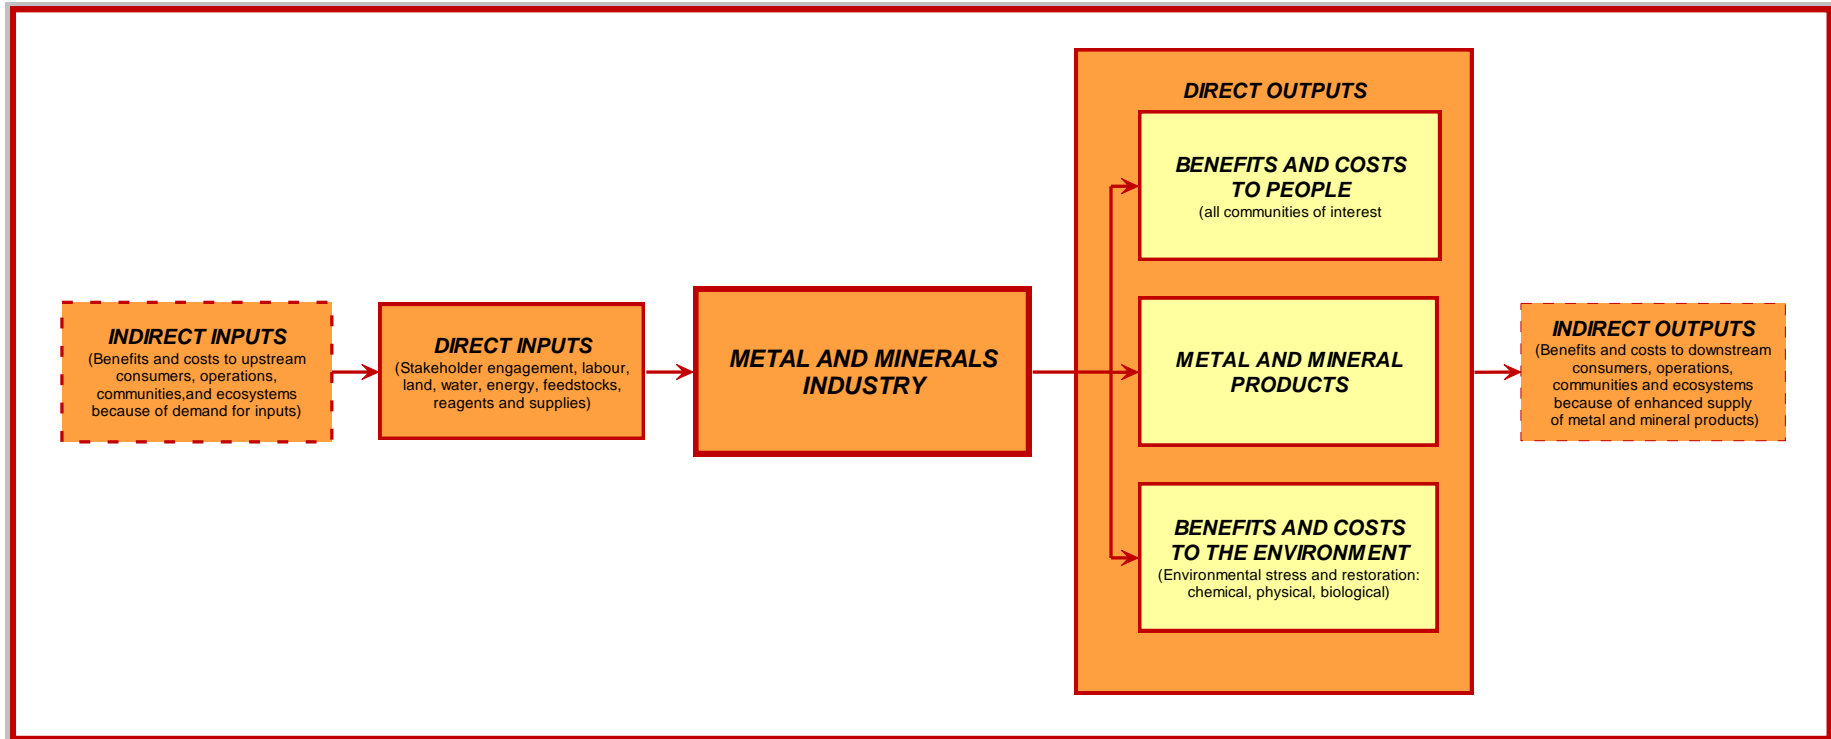 INDIRECT INPUTS
(Benefits and costs to upstream
consumers, operations,
communities,and ecosystems
because of demand for inputs)
DIRECT INPUTS
(Stakeholder engagement, labour,
land, water, energy, feedstocks,
reagents and supplies)
METAL AND MINERALS
INDUSTRY
DIRECT OUTPUTS
BENEFITS AND COSTS
TO PEOPLE
(all communities of interest
METAL AND MINERAL
PRODUCTS
BENEFITS AND COSTS
TO THE ENVIRONMENT
(Environmental stress and restoration:
chemical, physical, biological)
INDIRECT OUTPUTS
(Benefits and costs to downstream
consumers, operations,
communities and ecosystems
because of enhanced supply
of metal and mineral products)